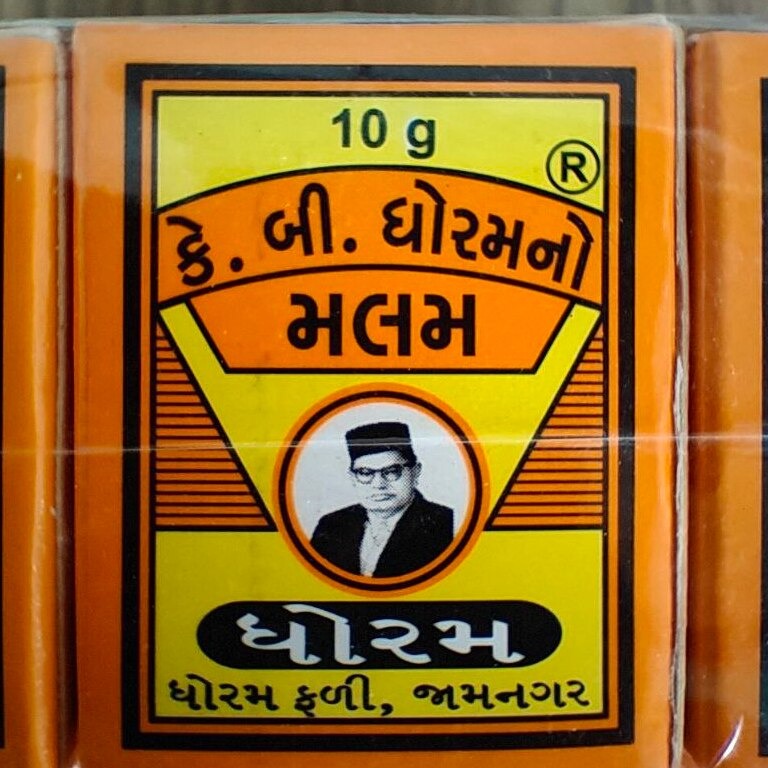 10 g
®
કે. બી. ધોરમનો
મલમ
ધોરમ
ધોરમ ફળી, જામનગર